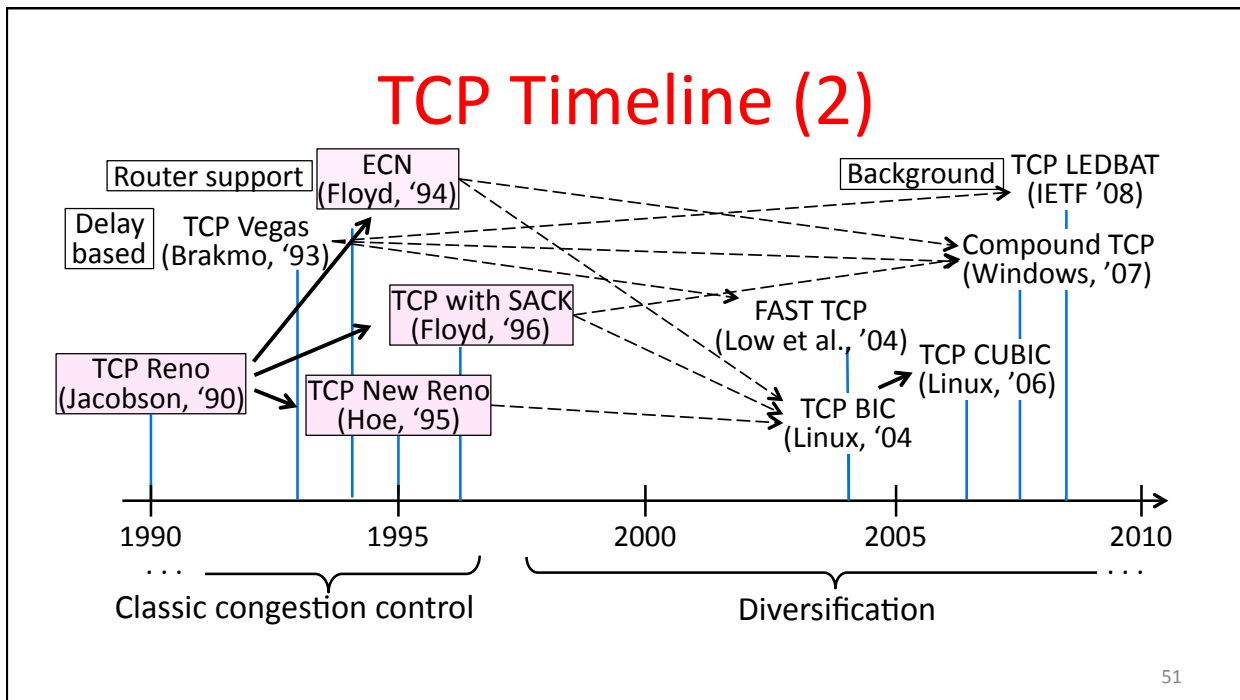 TCP Timeline (2)
Router support
ECN
(Floyd, ‘94)
Background
TCP LEDBAT
(IETF ’08)
Delay
based
TCP Vegas
(Brakmo, ‘93)
Compound TCP
(Windows, ’07)
TCP with SACK
(Floyd, ‘96)
FAST TCP
(Low et al., ’04)
TCP Reno
(Jacobson, ‘90)
TCP New Reno
(Hoe, ‘95)
TCP CUBIC
(Linux, ’06)
TCP BIC
(Linux, ‘04
1990
1995
2000
2005
2010
. . .
. . .
Classic congestion control
Diversification
51